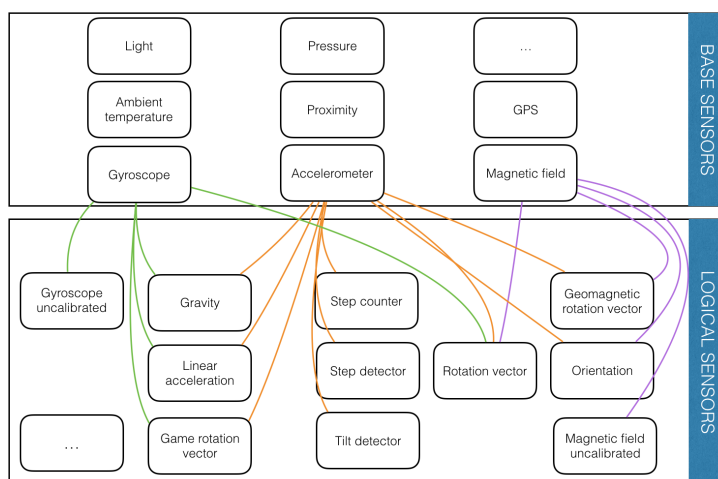 Light
Pressure
...
Ambient
temperature
Proximity
GPS
Gyroscope
Accelerometer
Magnetic field
BASE SENSORS
Gyroscope
uncalibrated
Gravity
Step counter
Geomagnetic
rotation vector
Linear
acceleration
Step detector
Rotation vector
Orientation
...
Game rotation
vector
Tilt detector
Magnetic field
uncalibrated
LOGICAL SENSORS